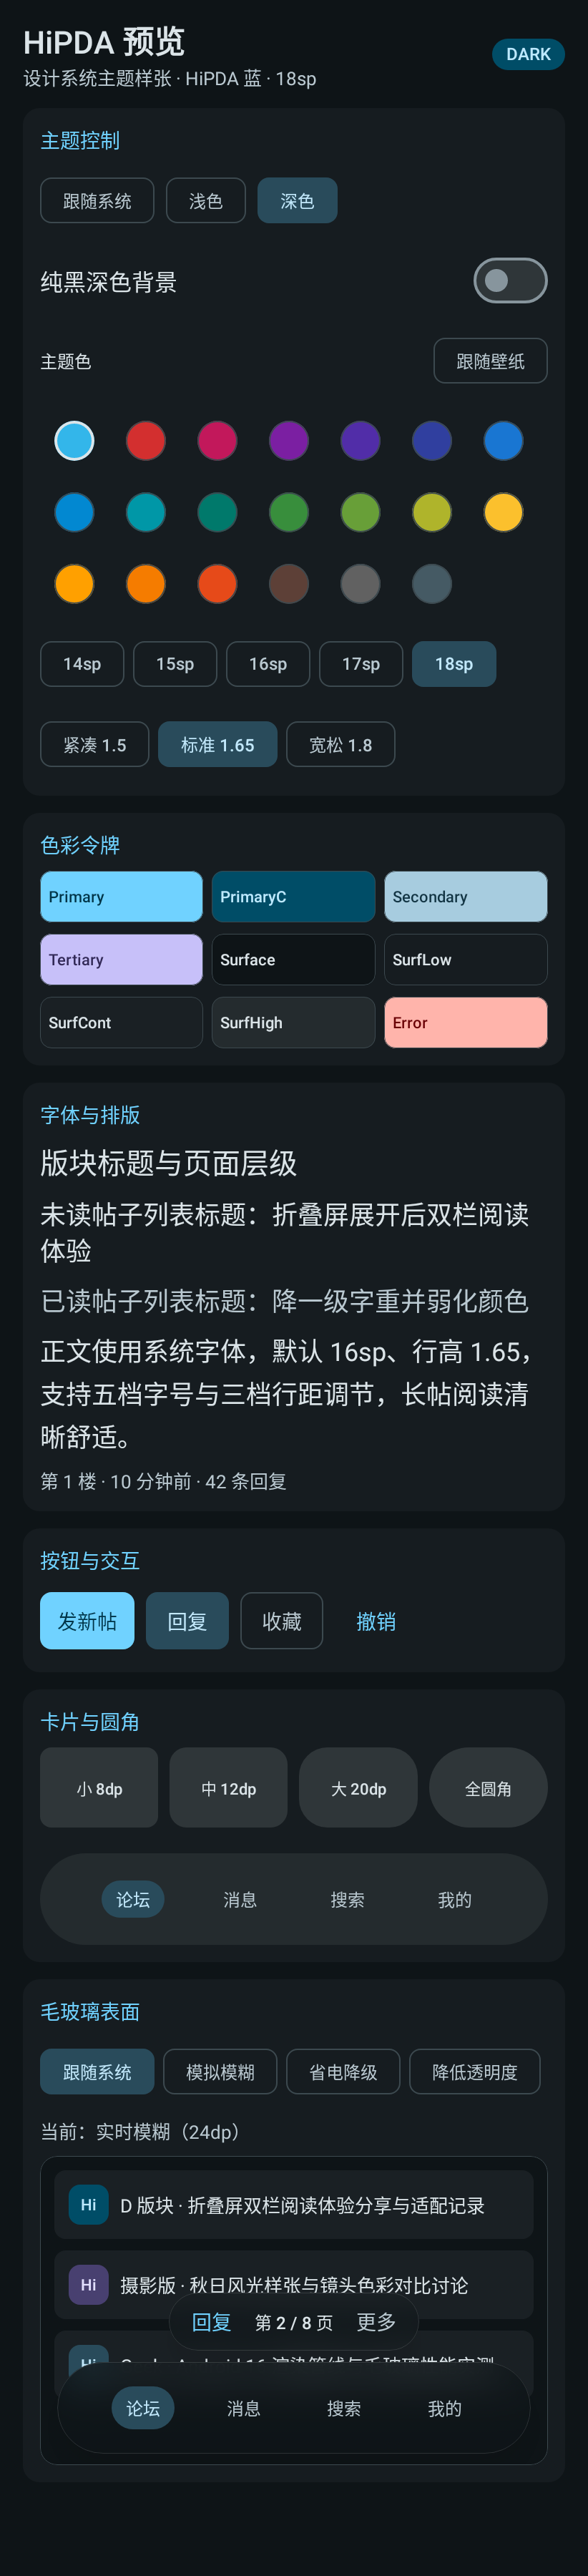 HiPDA 预览
设计系统主题样张 · HiPDA 蓝 · 18sp
DARK
主题控制
跟随系统
浅色
深色
纯黑深色背景
主题色
跟随壁纸
14sp
15sp
16sp
17sp
18sp
紧凑 1.5
标准 1.65
宽松 1.8
色彩令牌
Primary
PrimaryC
Secondary
Tertiary
Surface
SurfLow
SurfCont
SurfHigh
Error
字体与排版
版块标题与页面层级
未读帖子列表标题：折叠屏展开后双栏阅读
体验
已读帖子列表标题：降一级字重并弱化颜色
正文使用系统字体，默认 16sp、行高 1.65，
支持五档字号与三档行距调节，长帖阅读清
晰舒适。
第 1 楼 · 10 分钟前 · 42 条回复
按钮与交互
发新帖
回复
收藏
撤销
卡片与圆角
小 8dp
中 12dp
大 20dp
全圆角
论坛
消息
搜索
我的
毛玻璃表面
跟随系统
模拟模糊
省电降级
降低透明度
当前：实时模糊（24dp）
Hi
D 版块 · 折叠屏双栏阅读体验分享与适配记录
Hi
摄影版 · 秋日风光样张与镜头色彩对比讨论
回复
第 2 / 8 页
更多
Hi
论坛
消息
搜索
我的